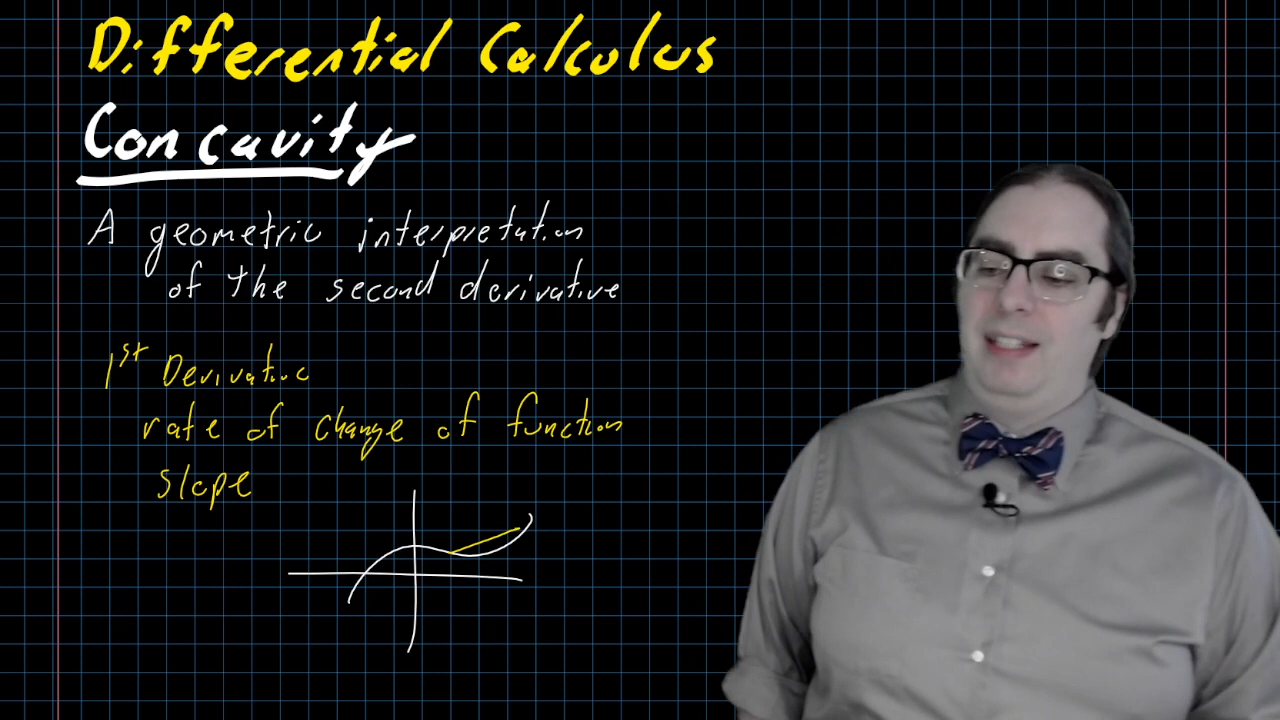 Differential Calculus
Concavity
A geometric interpretation
of the second derivative
1st Derivative
rate of change of function
slope